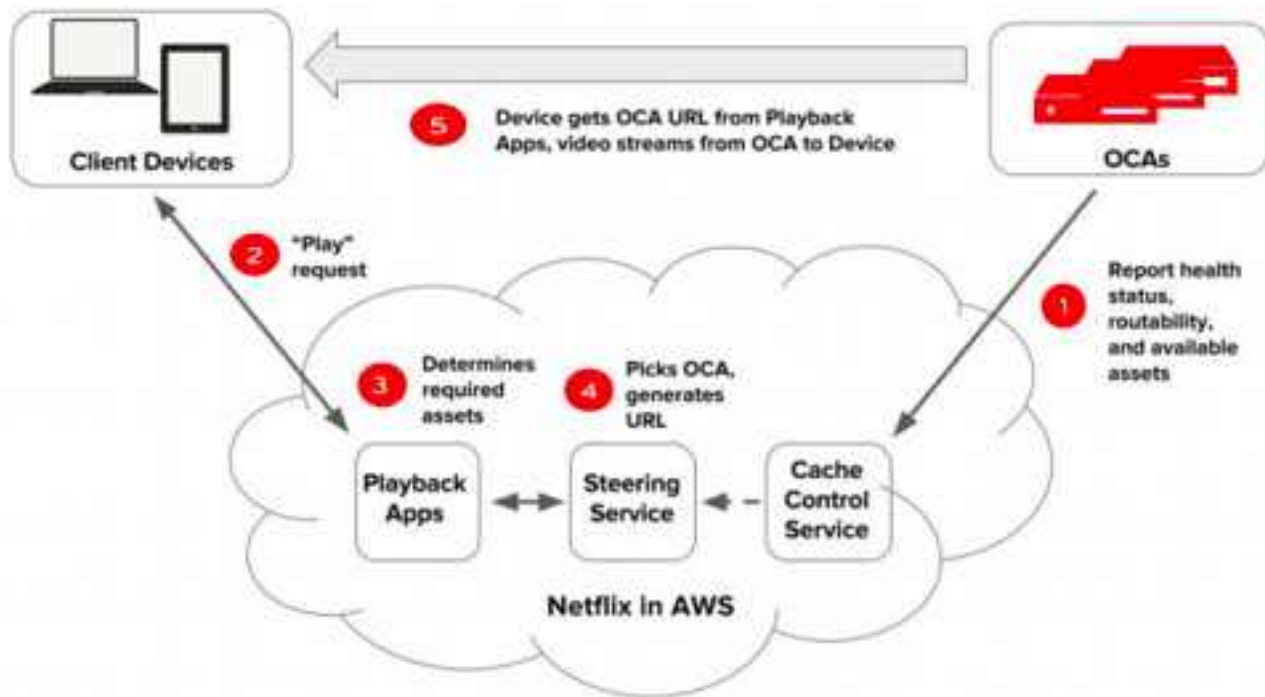 Client Devices
OCAs
5
Device gets OCA URL from Playback
Apps, video streams from OCA to Device
2
"Play"
request
1
Report health
status,
routability,
and available
assets
3
Determines
required
assets
4
Picks OCA,
generates
URL
Playback
Apps
Steering
Service
Cache
Control
Service
Netflix in AWS